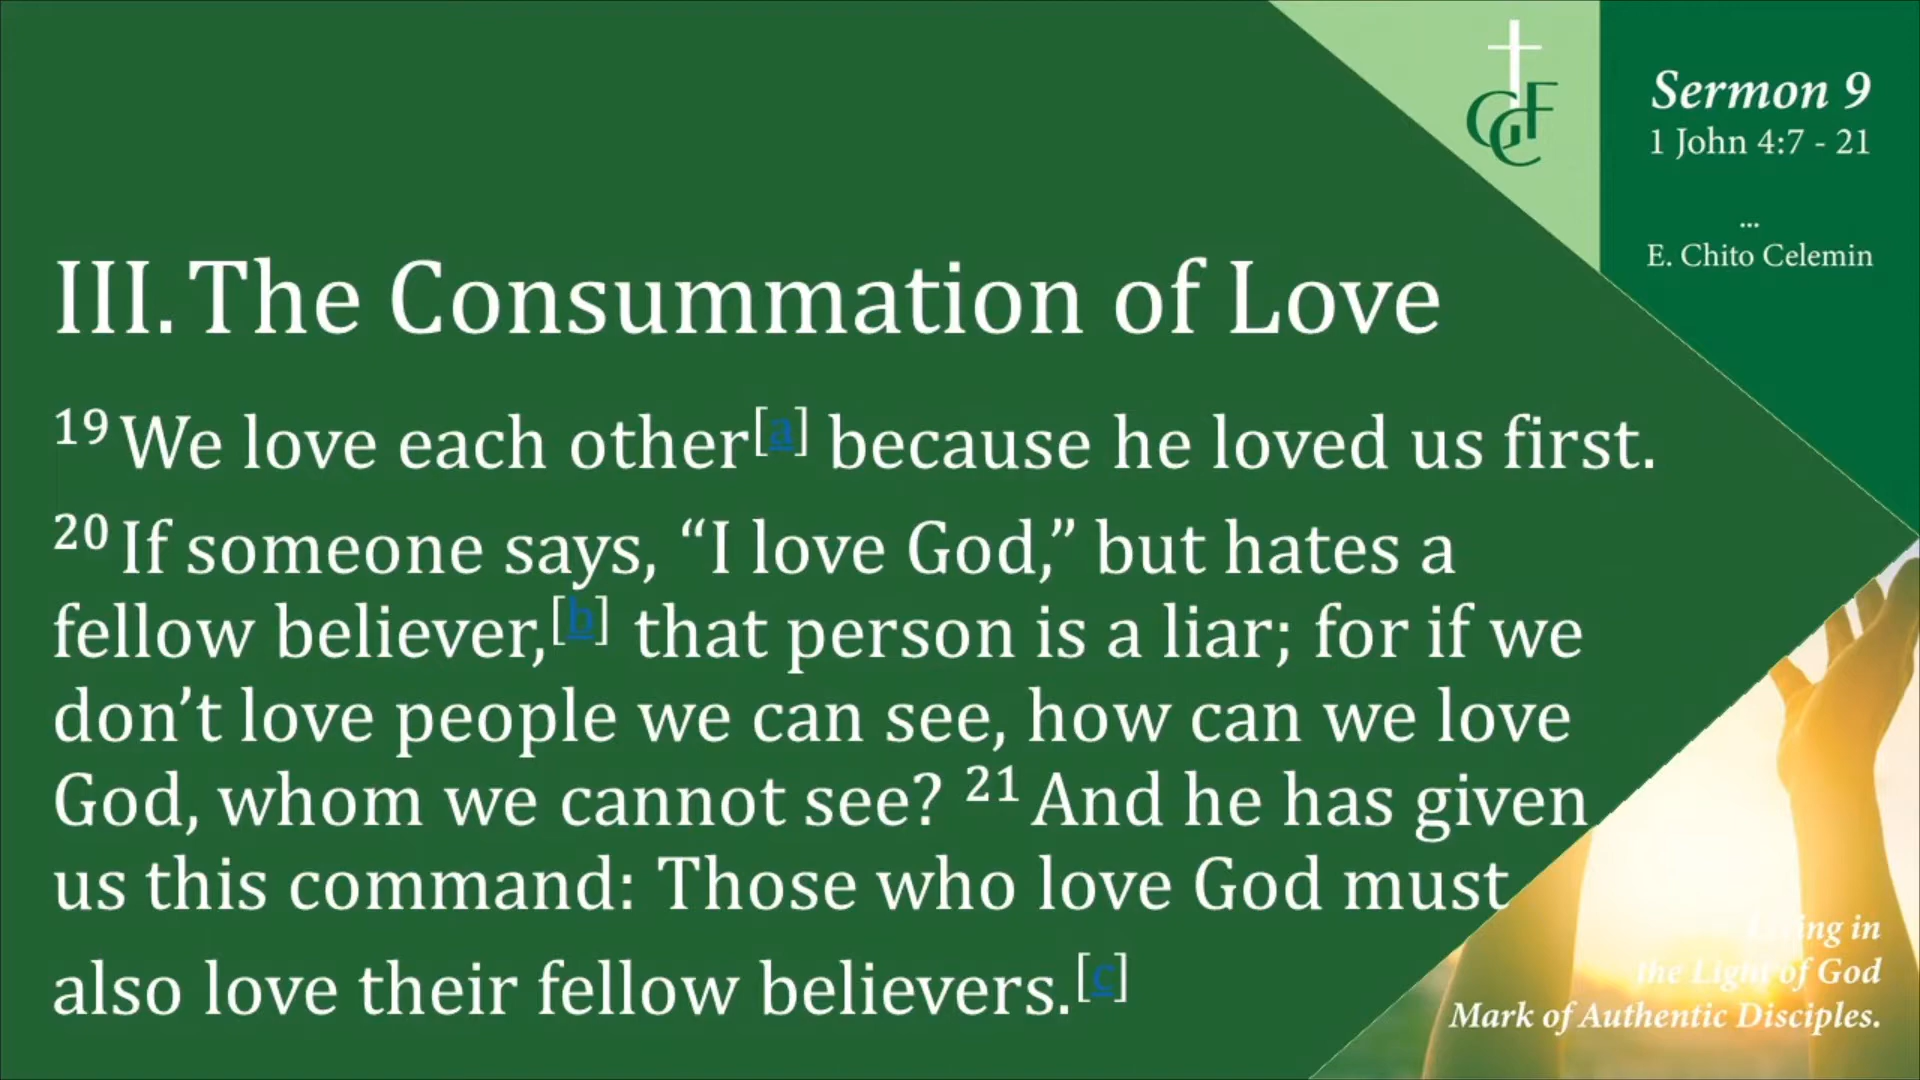 GCF
Sermon 9
1 John 4:7 - 21
...
E. Chito Celemin
III. The Consummation of Love
19 We love each other[a] because he loved us first.
20 If someone says, “I love God,” but hates a
fellow believer,[b] that person is a liar; for if we
don’t love people we can see, how can we love
God, whom we cannot see? 21 And he has given
us this command: Those who love God must
also love their fellow believers.[c]
Living in
the Light of God
Mark of Authentic Disciples.